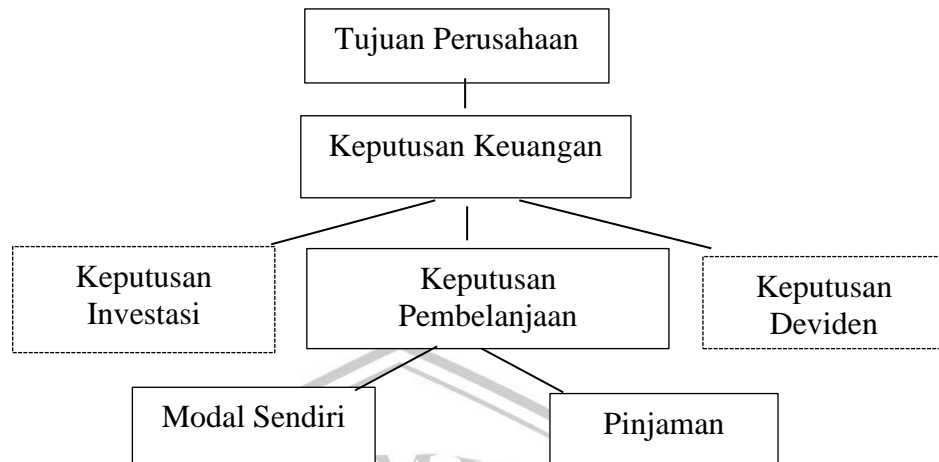 Tujuan Perusahaan
Keputusan Keuangan
Keputusan
Investasi
Keputusan
Pembelanjaan
Keputusan
Deviden
Modal Sendiri
Pinjaman